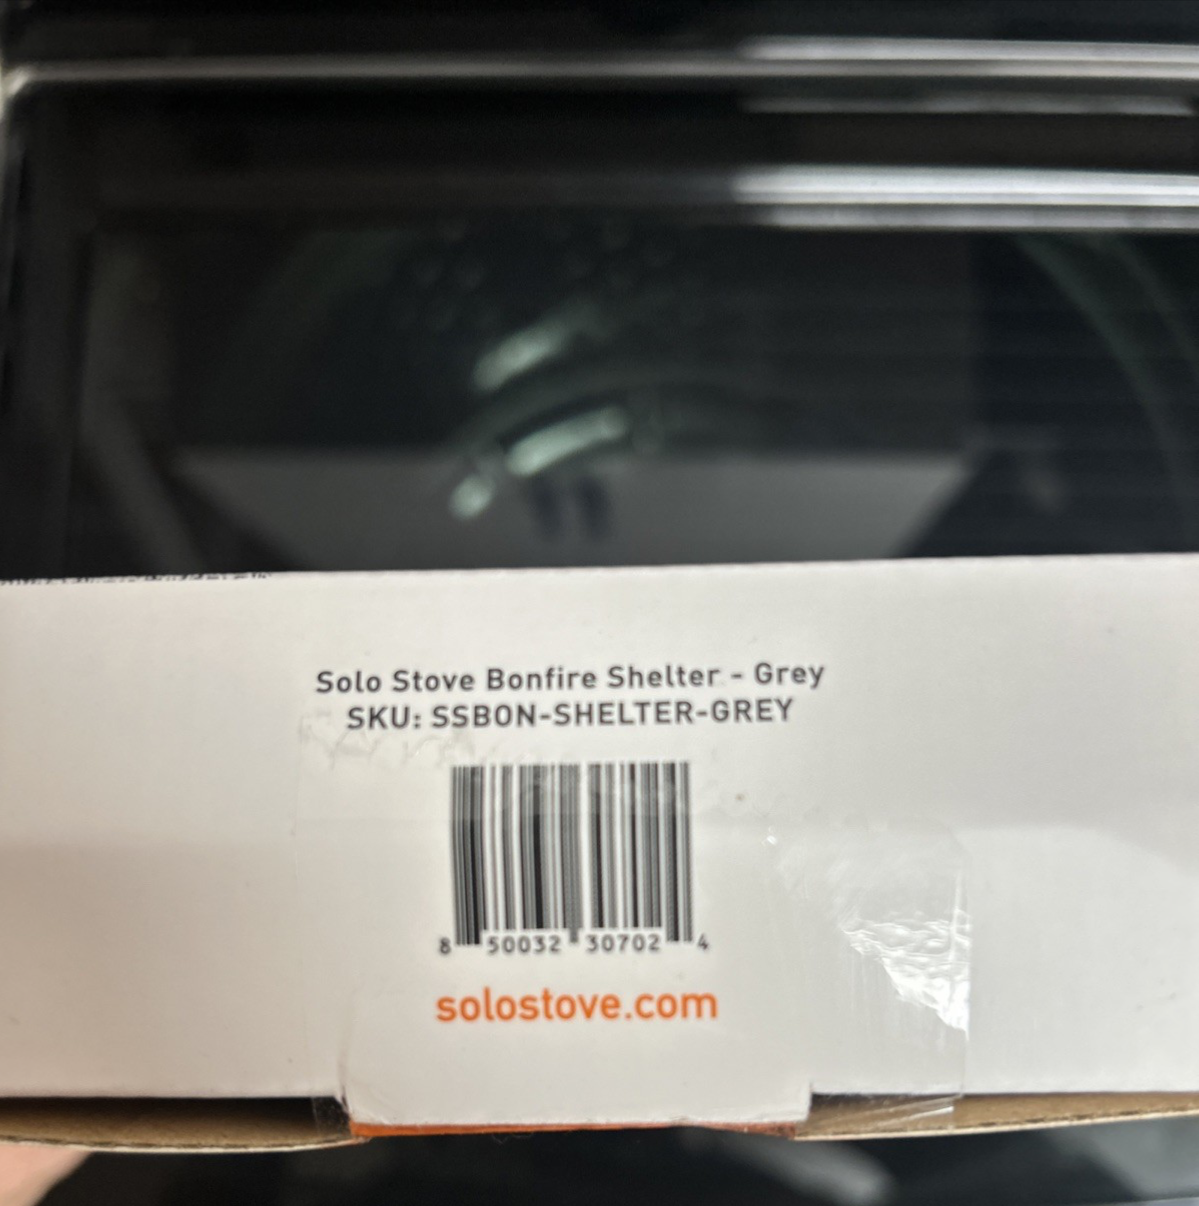 Solo Stove Bonfire Shelter - Grey
SKU: SSBON-SHELTER-GREY
8 50032 30702 4
solostove.com